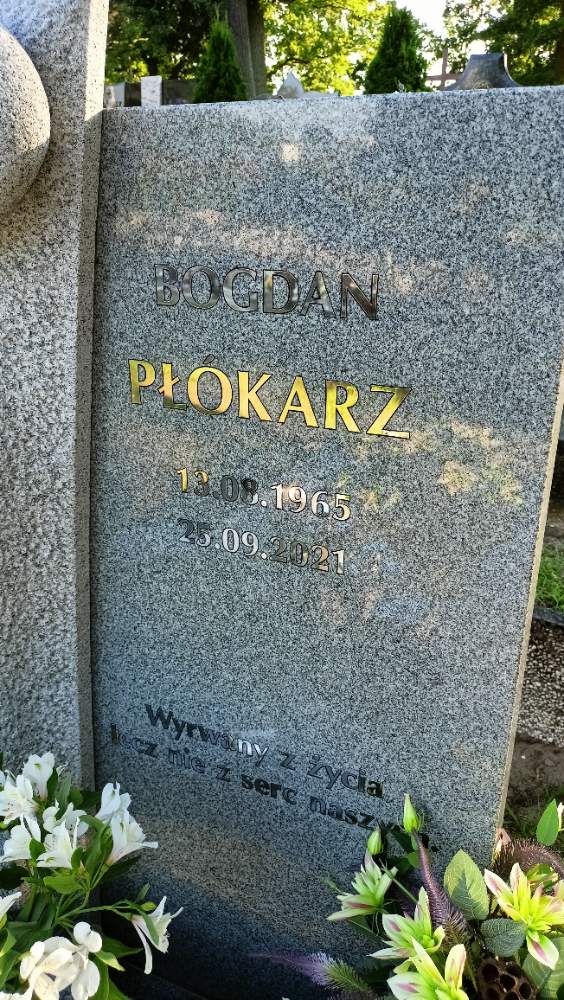 BOGDAN
PŁÓKARZ
13.08.1965
25.09.2021
Wyrwany z życia
lecz nie z serc naszych